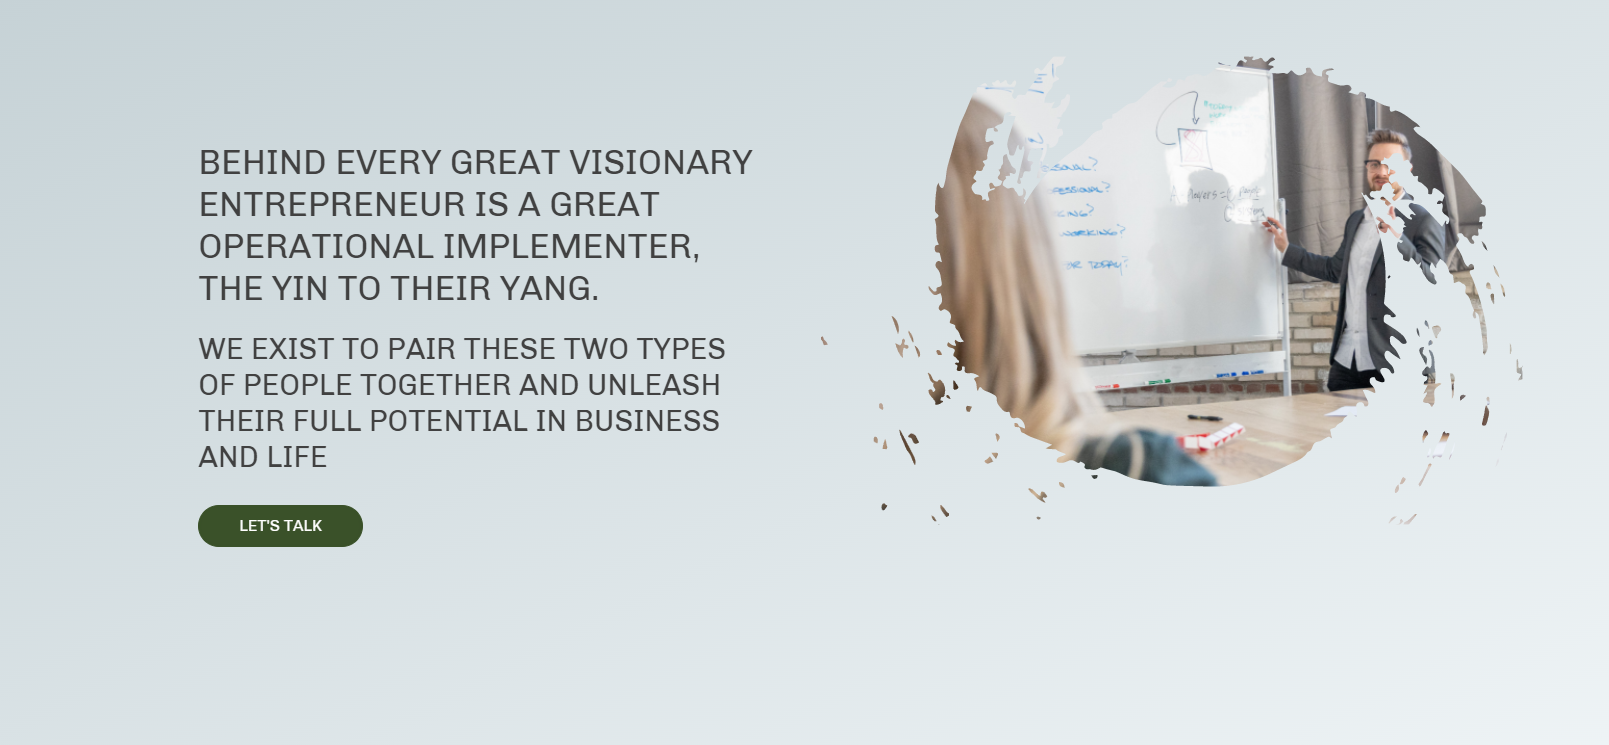 BEHIND EVERY GREAT VISIONARY
ENTREPRENEUR IS A GREAT
OPERATIONAL IMPLEMENTER,
THE YIN TO THEIR YANG.
WE EXIST TO PAIR THESE TWO TYPES
OF PEOPLE TOGETHER AND UNLEASH
THEIR FULL POTENTIAL IN BUSINESS
AND LIFE
LET'S TALK
TODAY?